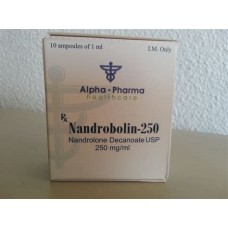 10 ampoules of 1 ml
I.M. Only
Alpha - Pharma
healthcare
Rx
Nandrobolin-250
Nandrolone Decanoate USP
250 mg/ml